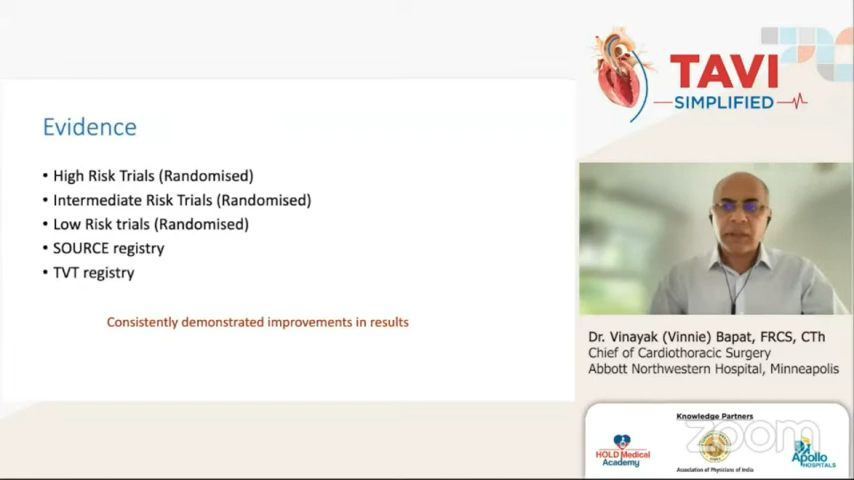 Evidence
• High Risk Trials (Randomised)
• Intermediate Risk Trials (Randomised)
• Low Risk trials (Randomised)
• SOURCE registry
• TVT registry
Consistently demonstrated improvements in results
TAVI
SIMPLIFIED
Dr. Vinayak (Vinnie) Bapat, FRCS, CTh
Chief of Cardiothoracic Surgery
Abbott Northwestern Hospital, Minneapolis
Knowledge Partners
zoom
HOLD Medical
Academy
Apollo
HOSPITALS
Association of Physicians of India